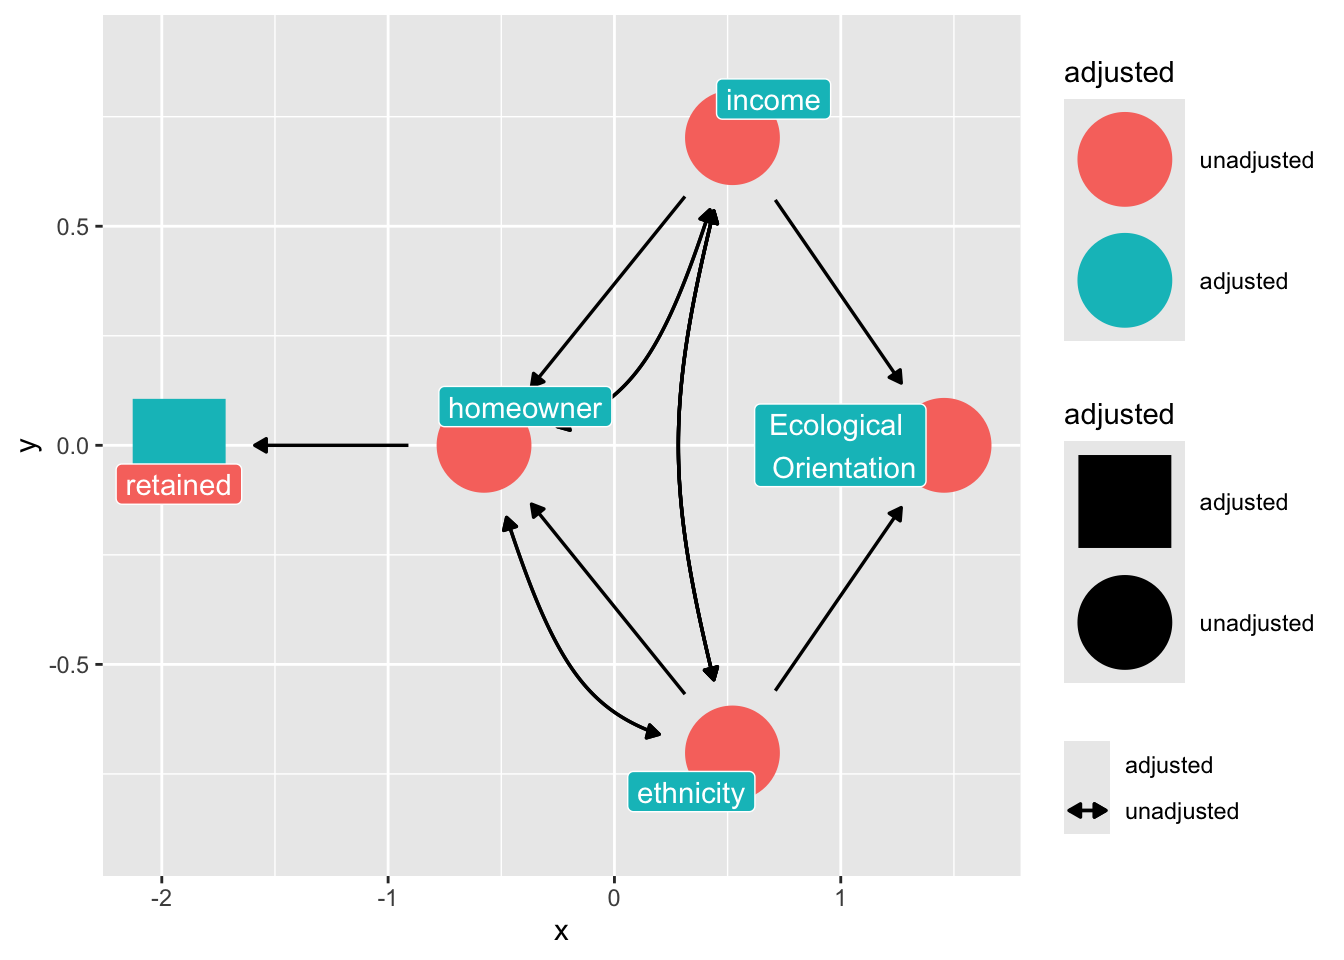 income
homeowner
Ecological
Orientation
retained
ethnicity
0.5
0.0
-0.5
y
-2
-1
0
1
x
adjusted
unadjusted
adjusted
adjusted
adjusted
unadjusted
adjusted
unadjusted